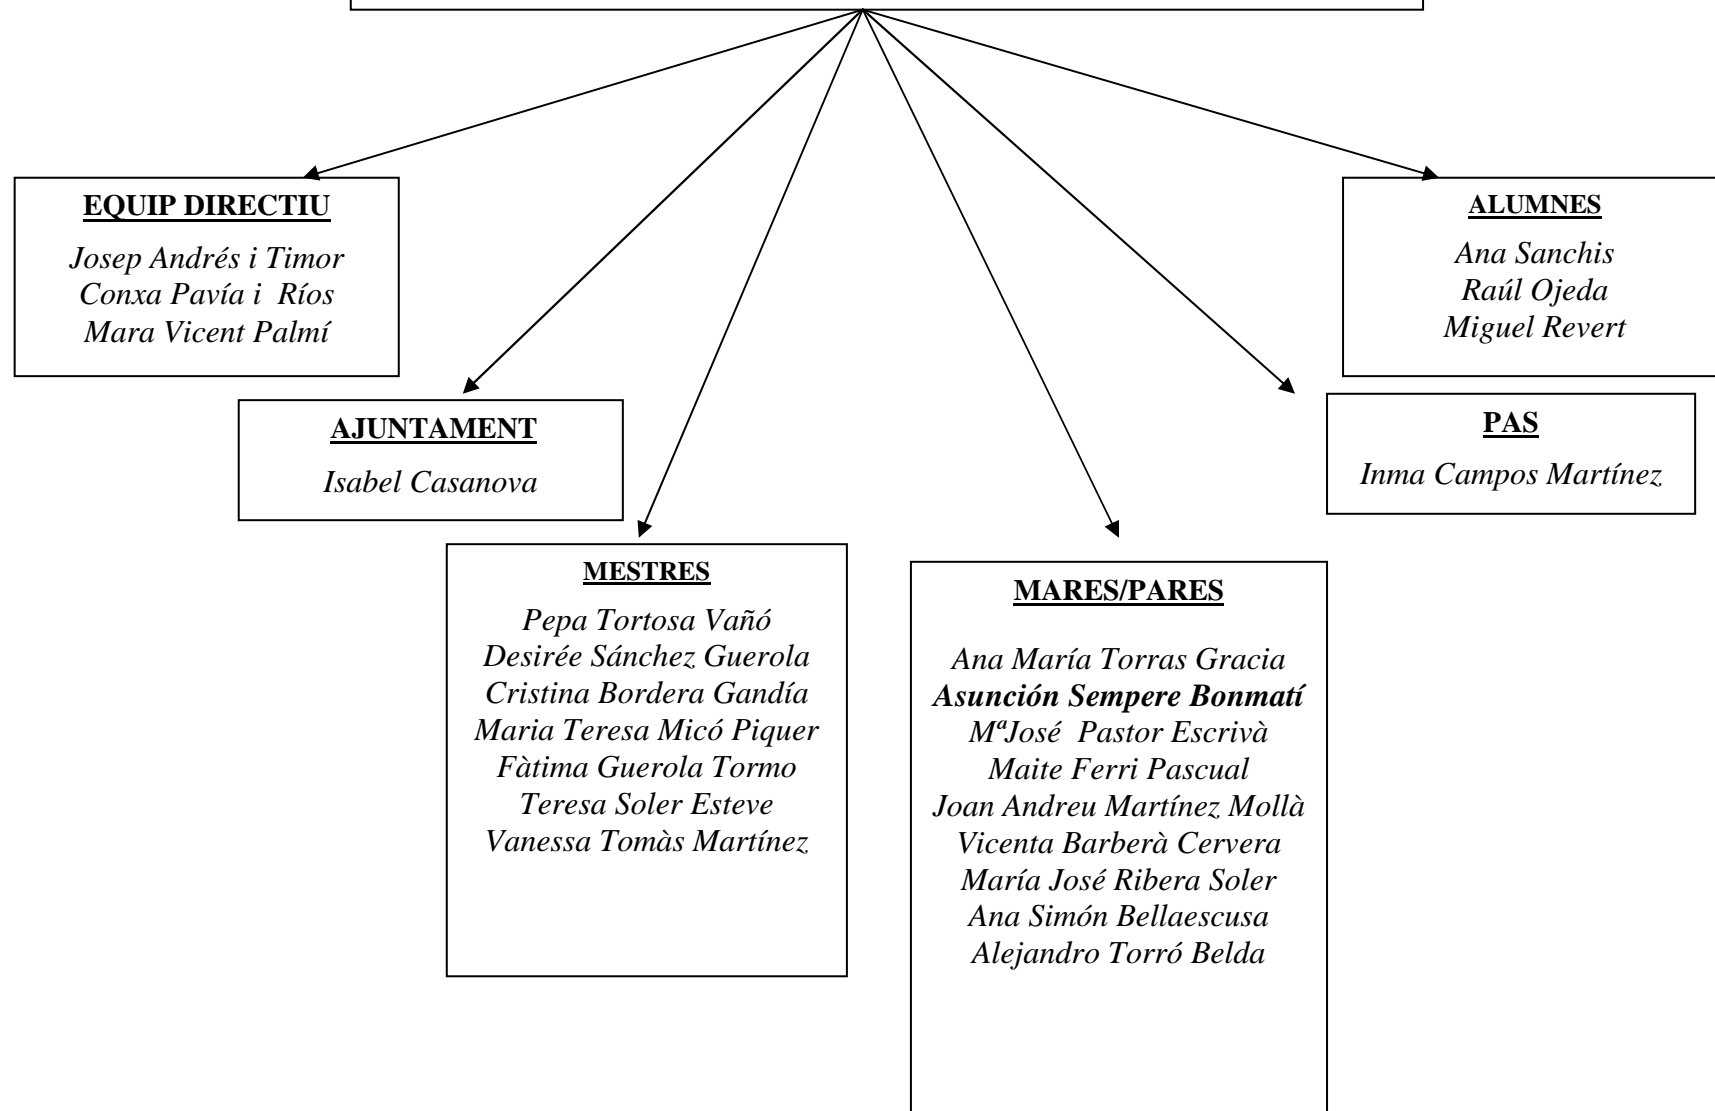 EQUIP DIRECTIU
Josep Andrés i Timor
Conxa Pavía i  Ríos
Mara Vicent Palmí
ALUMNES
Ana Sanchis
Raúl Ojeda
Miguel Revert
AJUNTAMENT
Isabel Casanova
PAS
Inma Campos Martínez
MESTRES
Pepa Tortosa Vañó
Desirée Sánchez Guerola
Cristina Bordera Gandía
Maria Teresa Micó Piquer
Fàtima Guerola Tormo
Teresa Soler Esteve
Vanessa Tomàs Martínez
MARES/PARES
Ana María Torras Gracia
Asunción Sempere Bonmatí
MªJosé  Pastor Escrivà
Maite Ferri Pascual
Joan Andreu Martínez Mollà
Vicenta Barberà Cervera
María José Ribera Soler
Ana Simón Bellaescusa
Alejandro Torró Belda